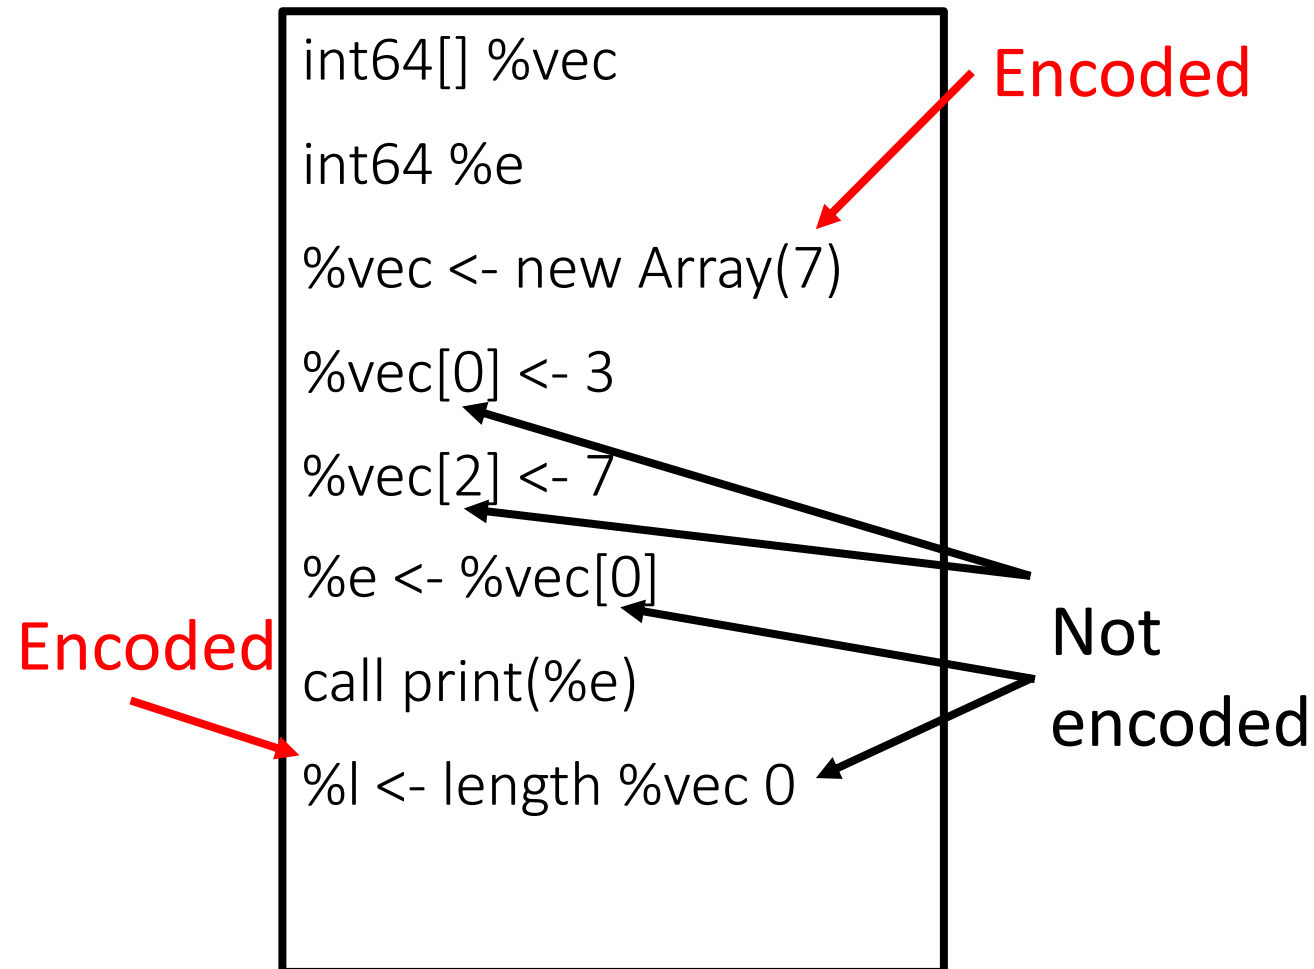 int64[] %vec
Encoded
int64 %e
%vec <- new Array(7)
%vec[0] <- 3
%vec[2] <- 7
%e <- %vec[0]
Not
encoded
Encoded
call print(%e)
%l <- length %vec 0